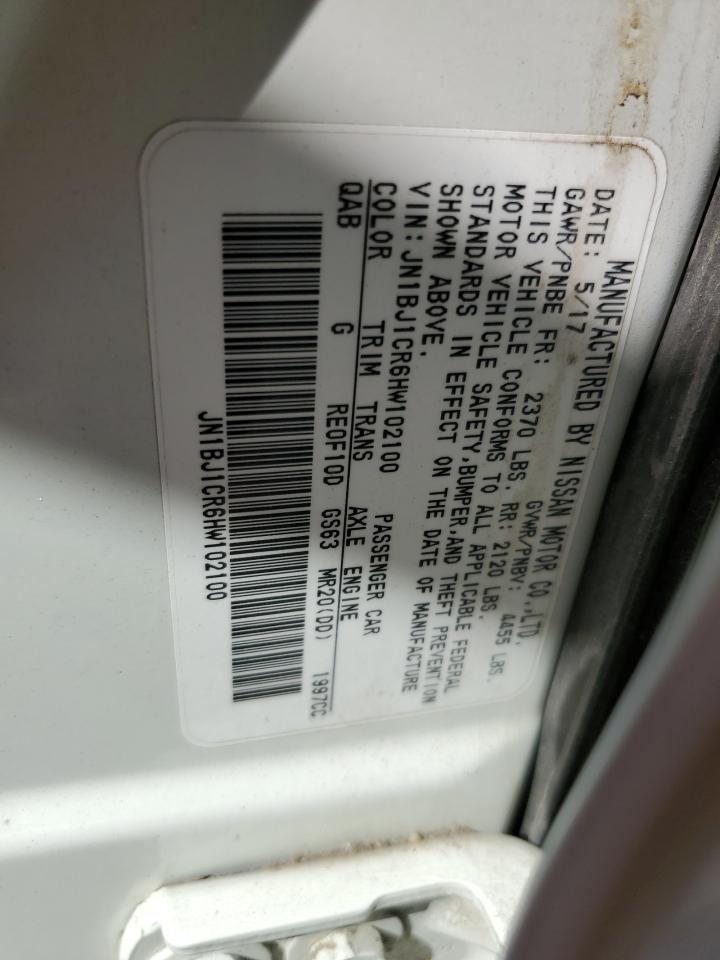 MANUFACTURED BY NISSAN MOTOR CO.,LTD.
DATE: 5/17 GVWR/PNBV: 4455 LBS.
GAWR/PNBE FR: 2370 LBS. RR: 2120 LBS.
THIS VEHICLE CONFORMS TO ALL APPLICABLE FEDERAL
MOTOR VEHICLE SAFETY,BUMPER,AND THEFT PREVENTION
STANDARDS IN EFFECT ON THE DATE OF MANUFACTURE
SHOWN ABOVE.
VIN: JN1BJ1CR6HW102100 PASSENGER CAR
COLOR TRIM TRANS AXLE ENGINE
QAB G RE0F10D GS63 MR20(DD) 1997CC
JN1BJ1CR6HW102100